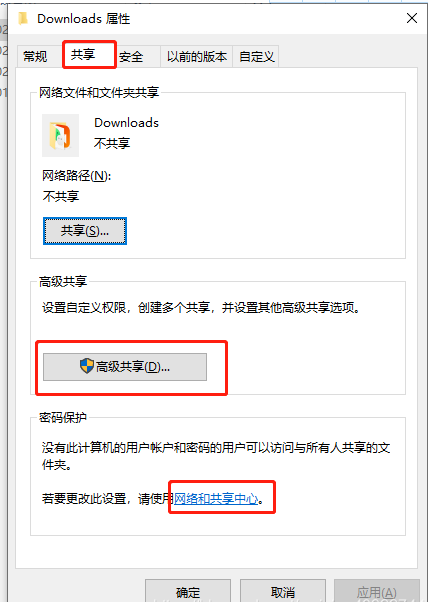 Downloads 属性
常规
共享
安全
以前的版本
自定义
网络文件和文件夹共享
Downloads
不共享
网络路径(N):
不共享
共享(S)...
高级共享
设置自定义权限，创建多个共享，并设置其他高级共享选项。
高级共享(D)...
密码保护
没有此计算机的用户帐户和密码的用户可以访问与所有人共享的文
件夹。
若要更改此设置，请使用网络和共享中心。
确定
取消
应用(A)